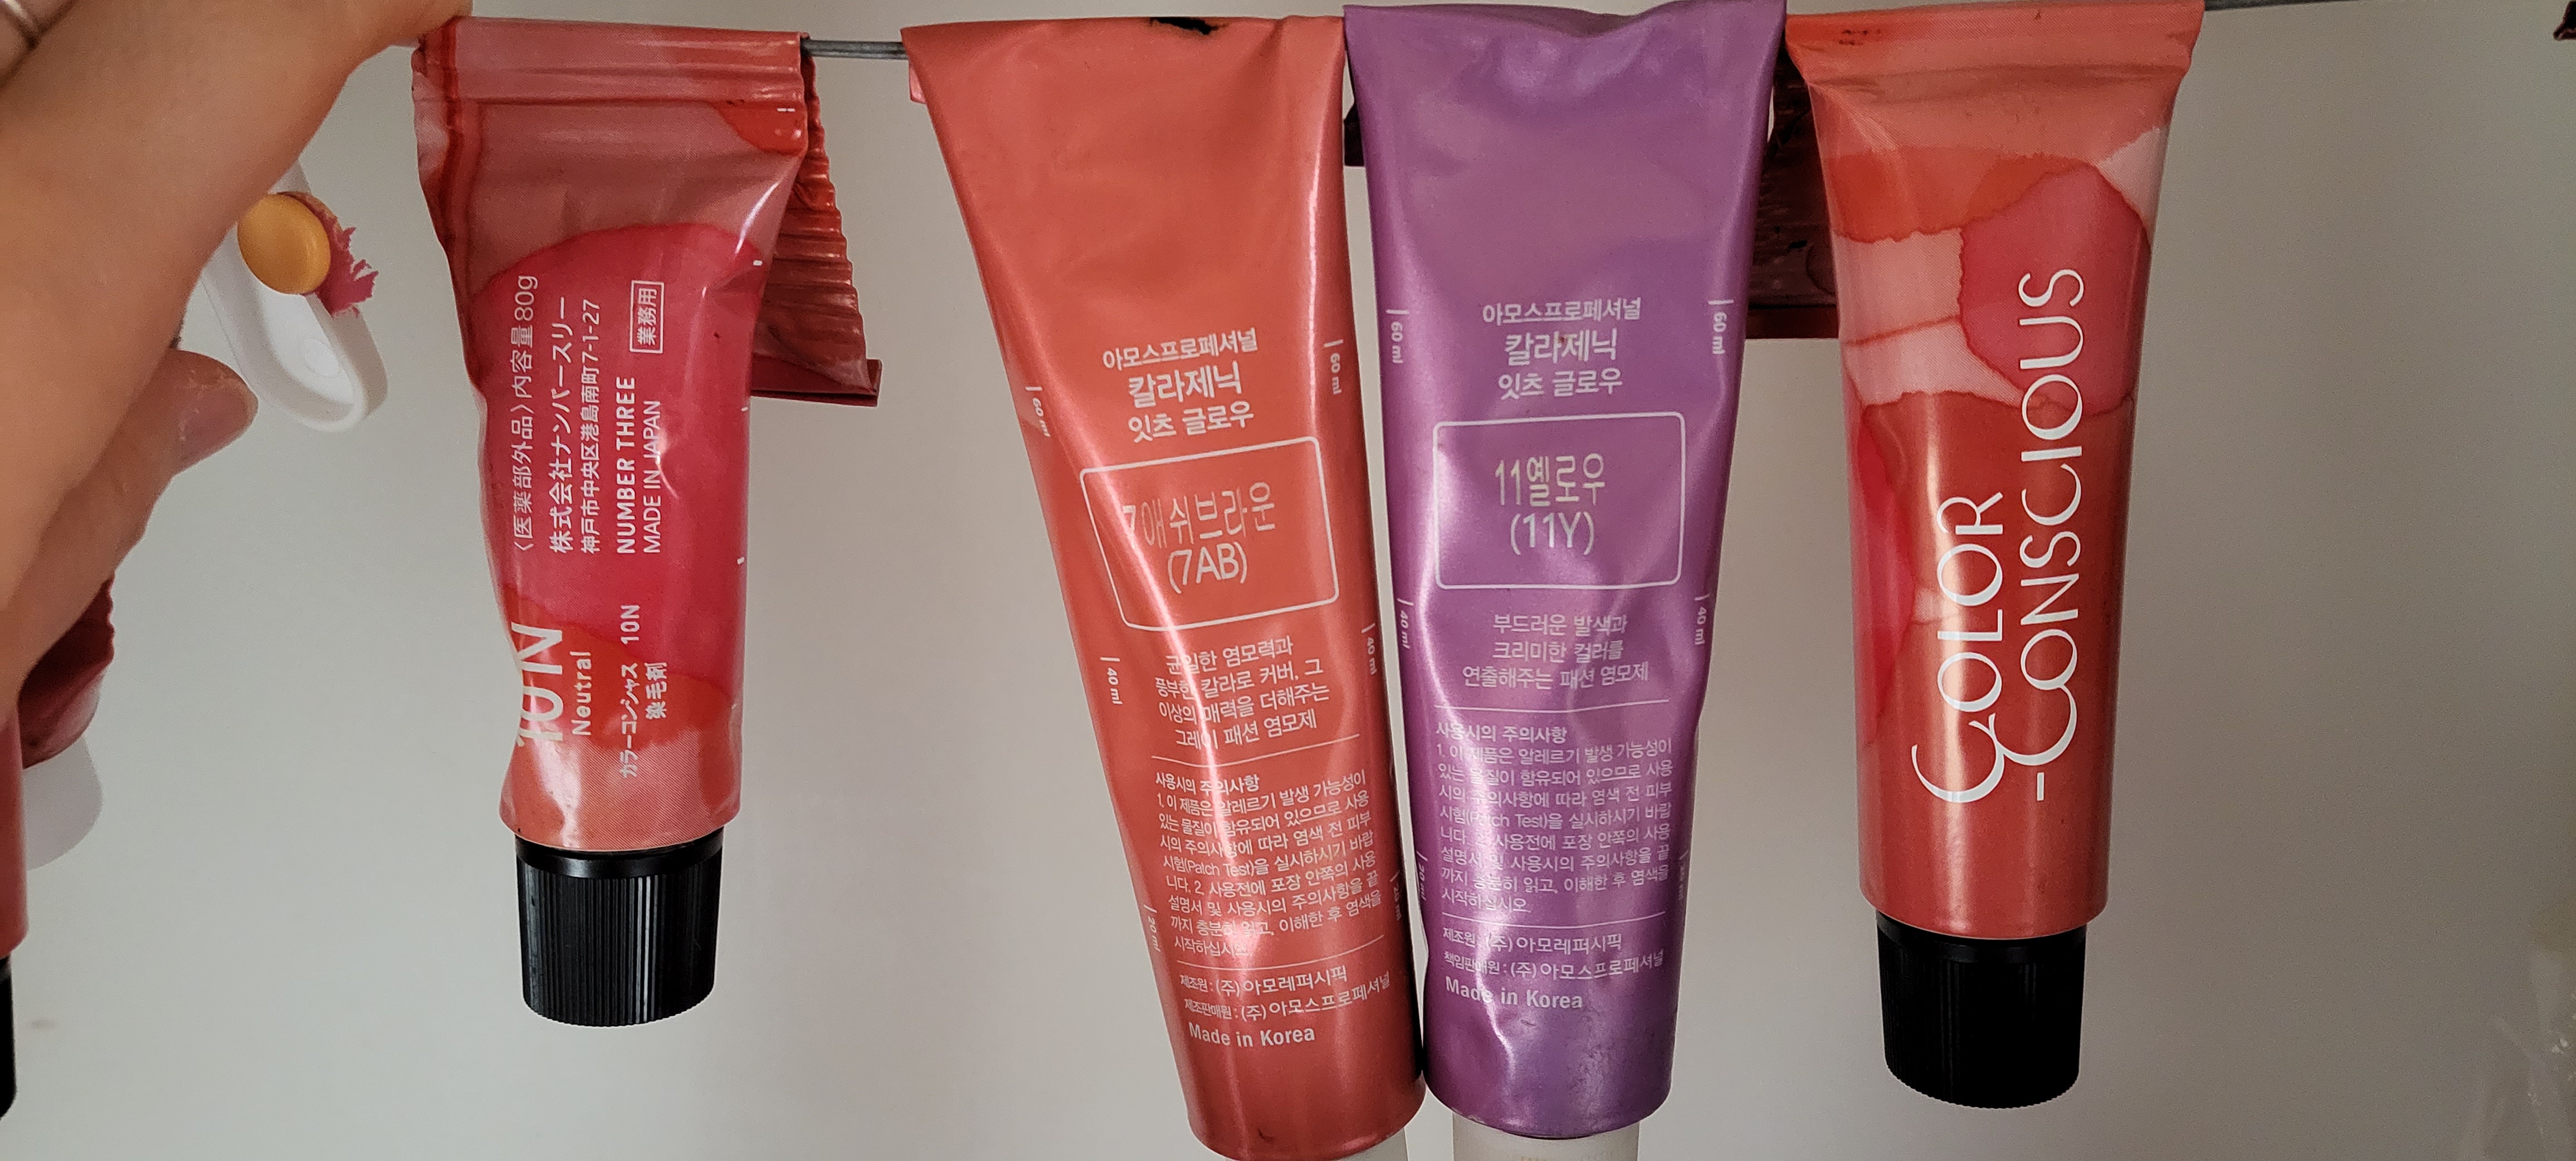 〈医薬部外品〉内容量80g
株式会社ナンバースリー
神戸市中央区港島南町7-1-27
業務用
NUMBER THREE
MADE IN JAPAN
10N
Neutral
カラーコンシャス 10N
染毛剤
아모스프로페셔널
칼라제닉
잇츠 글로우
7애쉬브라운
(7AB)
균일한 염모력과
풍부한 칼라로 커버, 그
이상의 매력을 더해주는
그레이 패션 염모제
사용시의 주의사항
1. 이 제품은 알레르기 발생 가능성이
있는 물질이 함유되어 있으므로 사용
시의 주의사항에 따라 염색 전 피부
시험(Patch Test)을 실시하시기 바랍
니다. 2. 사용전에 포장 안쪽의 사용
설명서 및 사용시의 주의사항을 끝
까지 충분히 읽고, 이해한 후 염색을
시작하십시오.
제조원 : (주) 아모레퍼시픽
제조판매원 : (주) 아모스프로페셔널
Made in Korea
60 ml
60 ml
40 ml
40 ml
20 ml
아모스프로페셔널
칼라제닉
잇츠 글로우
11옐로우
(11Y)
부드러운 발색과
크리미한 컬러를
연출해주는 패션 염모제
사용시의 주의사항
1. 이 제품은 알레르기 발생 가능성이
있는 물질이 함유되어 있으므로 사용
시의 주의사항에 따라 염색 전 피부
시험(Patch Test)을 실시하시기 바랍
니다. 2. 사용전에 포장 안쪽의 사용
설명서 및 사용시의 주의사항을 끝
까지 충분히 읽고, 이해한 후 염색을
시작하십시오.
제조원 : (주) 아모레퍼시픽
책임판매원 : (주) 아모스프로페셔널
Made in Korea
60 ml
60 ml
40 ml
40 ml
20 ml
COLOR
-CONSCIOUS